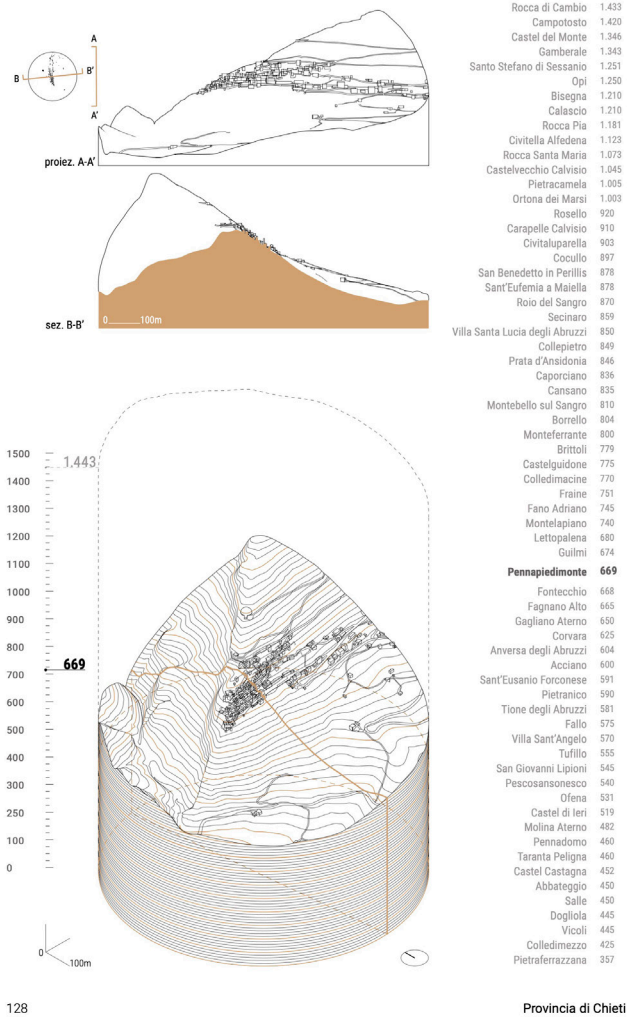 A
B
B'
A'
proiez. A-A'
sez. B-B'
0
100m
1500
1.443
1400
1300
1200
1100
1000
900
800
669
700
600
500
400
300
250
100
0
0
100m
Rocca di Cambio 1.433
Campotosto 1.420
Castel del Monte 1.346
Gamberale 1.343
Santo Stefano di Sessanio 1.251
Opi 1.250
Bisegna 1.210
Calascio 1.210
Rocca Pia 1.181
Civitella Alfedena 1.123
Rocca Santa Maria 1.073
Castelvecchio Calvisio 1.045
Pietracamela 1.005
Ortona dei Marsi 1.003
Rosello 920
Carapelle Calvisio 910
Civitaluparella 903
Cocullo 897
San Benedetto in Perillis 878
Sant'Eufemia a Maiella 878
Roio del Sangro 870
Secinaro 859
Villa Santa Lucia degli Abruzzi 850
Collepietro 849
Prata d'Ansidonia 846
Caporciano 836
Cansano 835
Montebello sul Sangro 810
Borrello 804
Monteferrante 800
Brittoli 779
Castelguidone 775
Colledimacine 770
Fraine 751
Fano Adriano 745
Montelapiano 740
Lettopalena 680
Guilmi 674
Pennapiedimonte 669
Fontecchio 668
Fagnano Alto 665
Gagliano Aterno 650
Corvara 625
Anversa degli Abruzzi 604
Acciano 600
Sant'Eusanio Forconese 591
Pietranico 590
Tione degli Abruzzi 581
Fallo 575
Villa Sant'Angelo 570
Tufillo 555
San Giovanni Lipioni 545
Pescosansonesco 540
Ofena 531
Castel di Ieri 519
Molina Aterno 482
Pennadomo 460
Taranta Peligna 460
Castel Castagna 452
Abbateggio 450
Salle 450
Dogliola 445
Vicoli 445
Colledimezzo 425
Pietraferrazzana 357
128
Provincia di Chieti